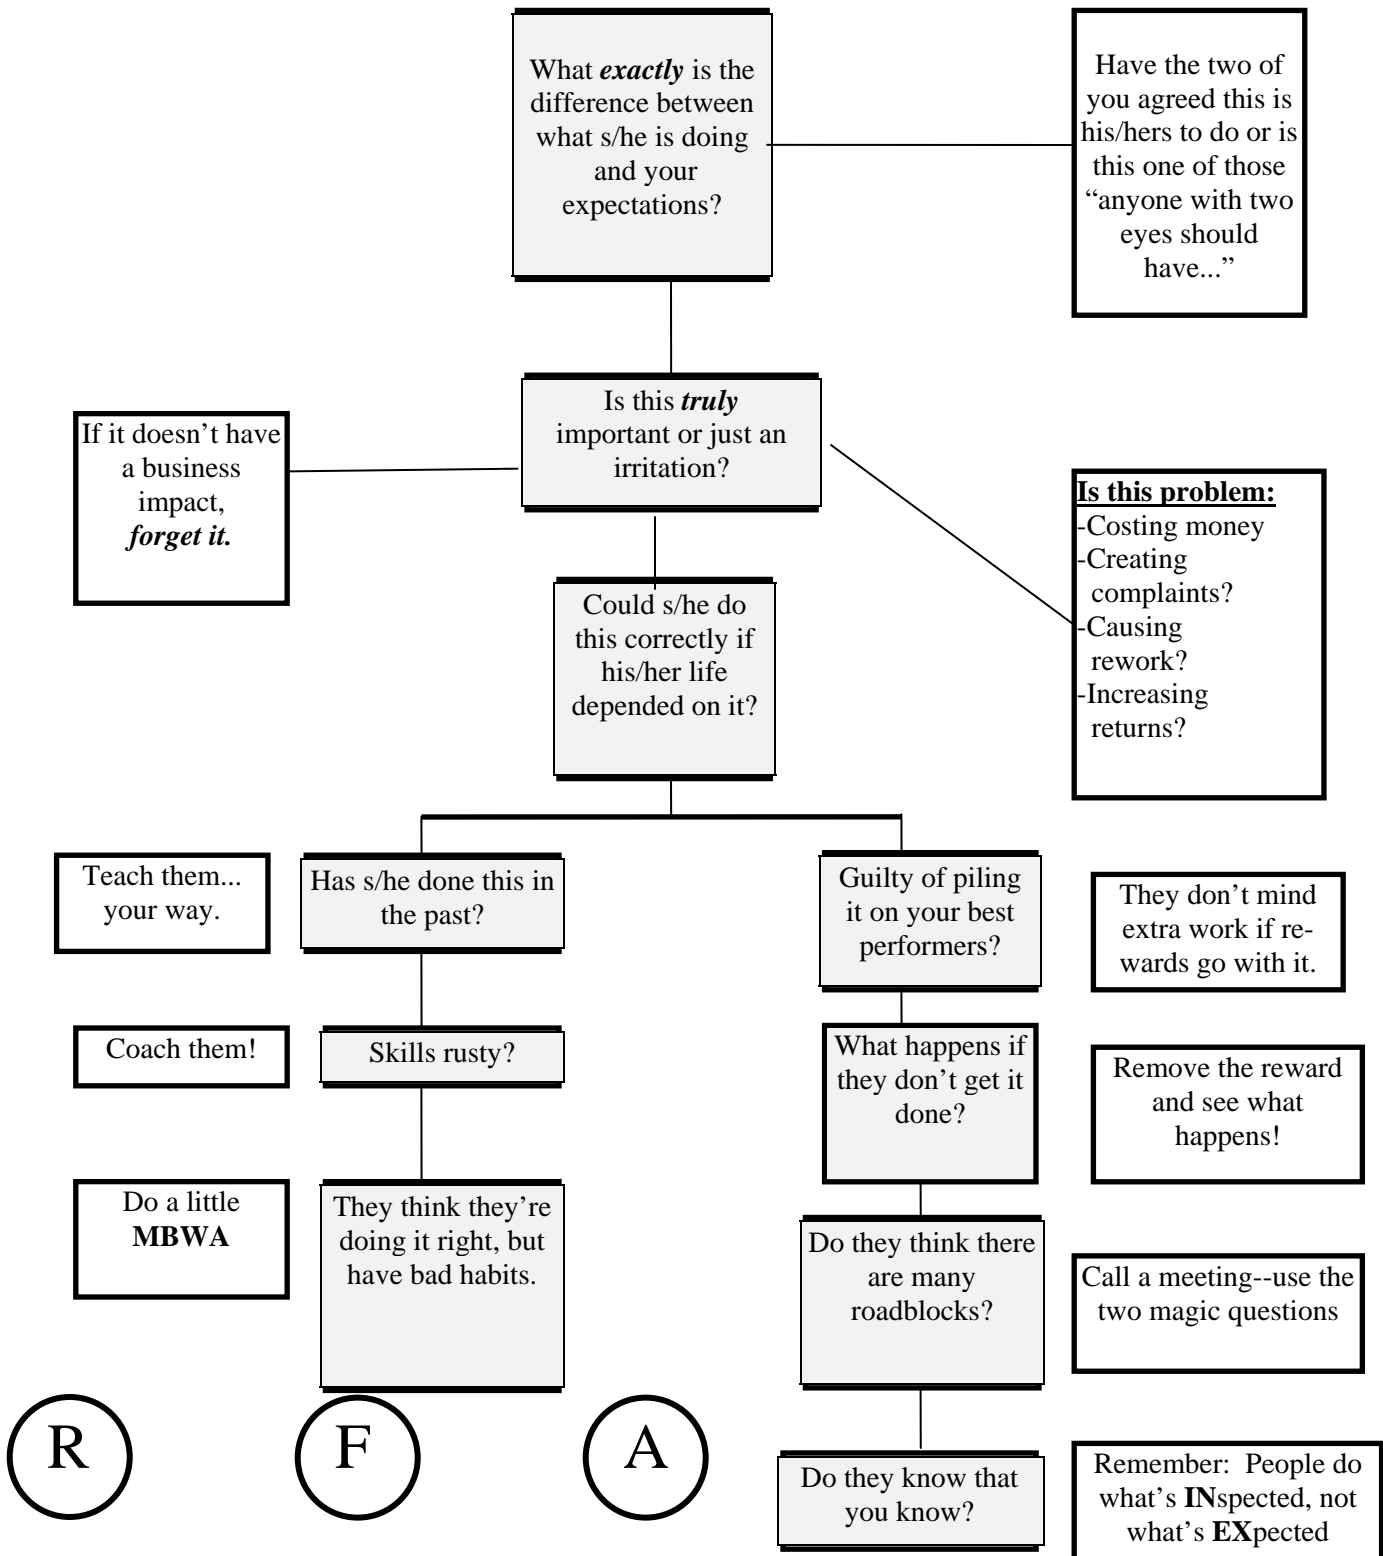 What exactly is the
difference between
what s/he is doing
and your
expectations?
Have the two of
you agreed this is
his/hers to do or is
this one of those
“anyone with two
eyes should
have...”
Is this truly
important or just an
irritation?
If it doesn’t have
a business
impact,
forget it.
Is this problem:
-Costing money
-Creating
complaints?
-Causing
rework?
-Increasing
returns?
Could s/he do
this correctly if
his/her life
depended on it?
Teach them...
your way.
Has s/he done this in
the past?
Guilty of piling
it on your best
performers?
They don’t mind
extra work if re-
wards go with it.
Coach them!
Skills rusty?
What happens if
they don’t get it
done?
Remove the reward
and see what
happens!
Do a little
MBWA
They think they’re
doing it right, but
have bad habits.
Do they think there
are many
roadblocks?
Call a meeting--use the
two magic questions
R
F
A
Do they know that
you know?
Remember: People do
what’s INspected, not
what’s EXpected